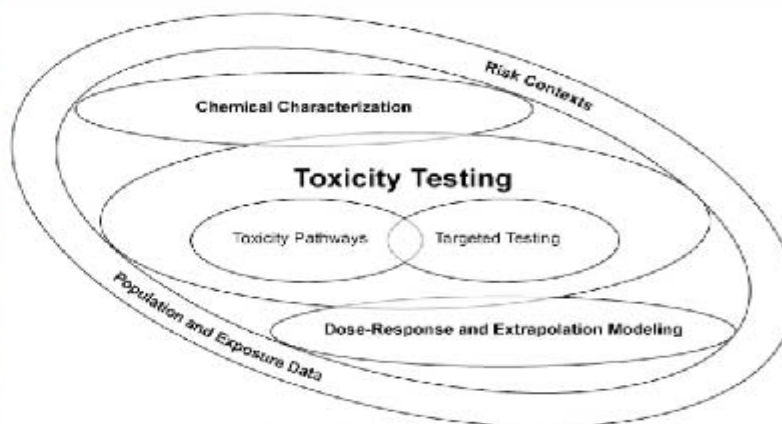 Risk Contexts
Chemical Characterization
Toxicity Testing
Toxicity Pathways
Targeted Testing
Dose-Response and Extrapolation Modeling
Population and Exposure Data